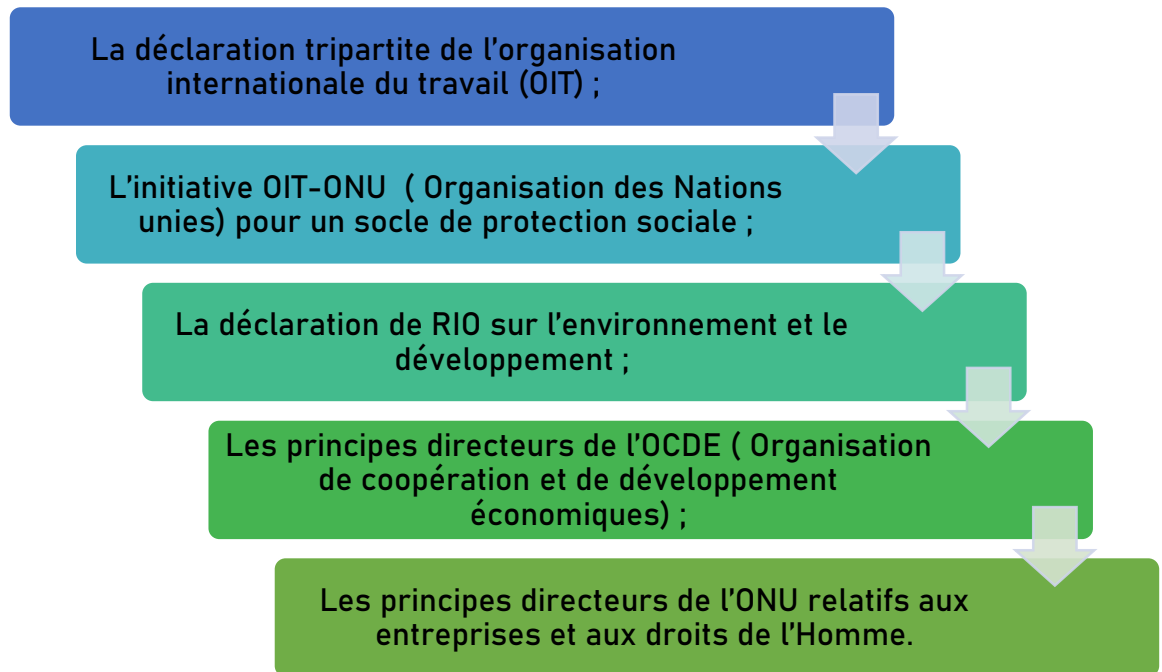 La déclaration tripartite de l'organisation
internationale du travail (OIT) ;
L'initiative OIT-ONU ( Organisation des Nations
unies) pour un socle de protection sociale ;
La déclaration de RIO sur l'environnement et le
développement ;
Les principes directeurs de l'OCDE ( Organisation
de coopération et de développement
économiques) ;
Les principes directeurs de l'ONU relatifs aux
entreprises et aux droits de l'Homme.